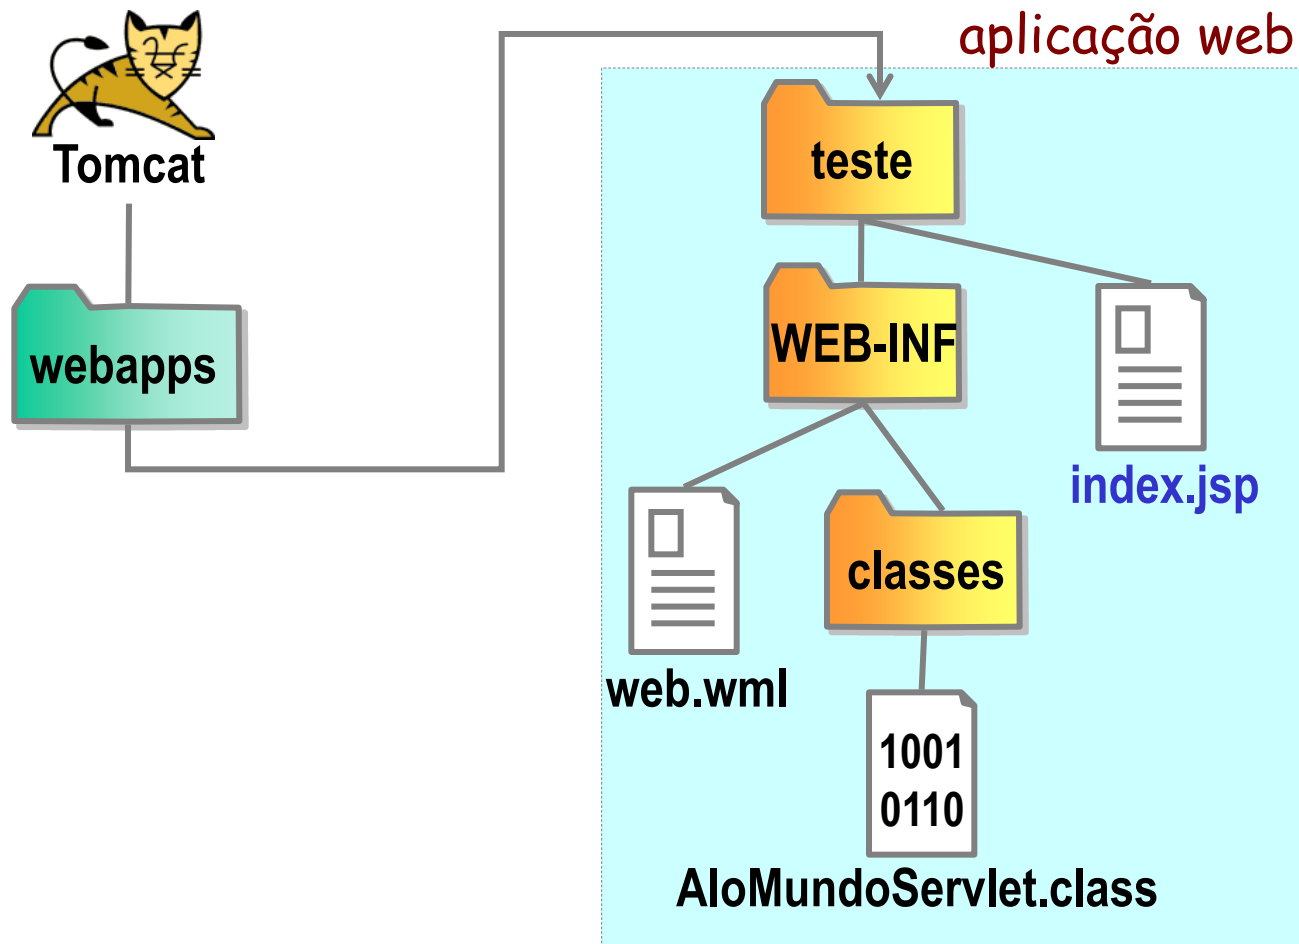 aplicação web
Tomcat
teste
webapps
WEB-INF
index.jsp
classes
web.wml
1001
0110
AloMundoServlet.class